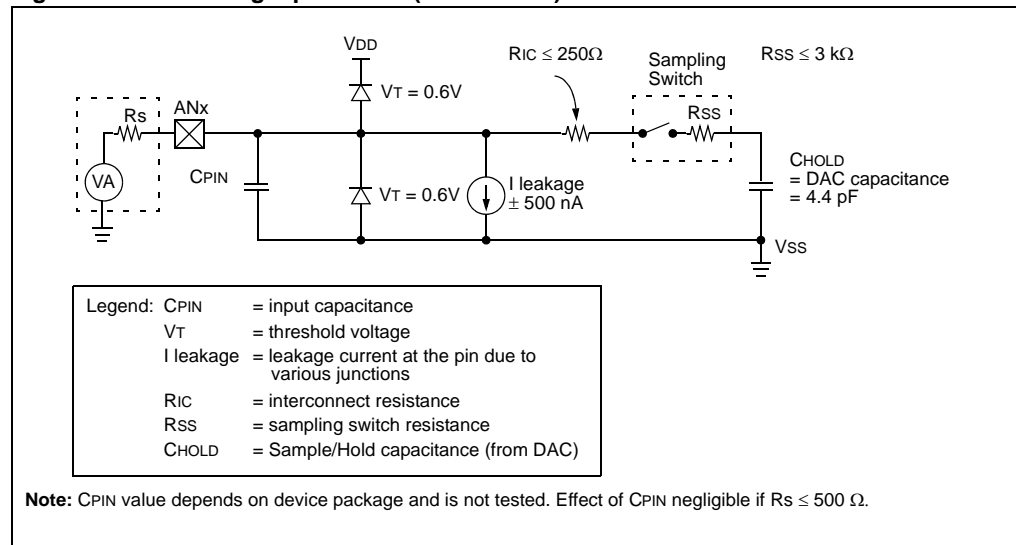 VDD
RIC ≤ 250Ω
Sampling
Switch
RSS ≤ 3 kΩ
VT = 0.6V
Rs
ANx
RSS
VA
CPIN
VT = 0.6V
I leakage
± 500 nA
CHOLD
= DAC capacitance
= 4.4 pF
VSS
Legend: CPIN = input capacitance
VT = threshold voltage
I leakage = leakage current at the pin due to
various junctions
RIC = interconnect resistance
RSS = sampling switch resistance
CHOLD = Sample/Hold capacitance (from DAC)
Note: CPIN value depends on device package and is not tested. Effect of CPIN negligible if Rs ≤ 500 Ω.